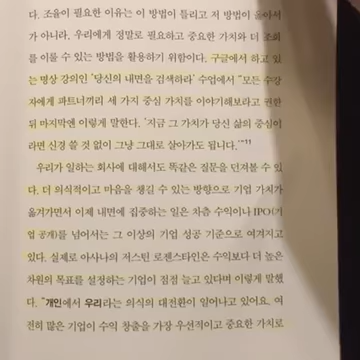 다. 조율이 필요한 이유는 이 방법이 틀리고 저 방법이 옳아서
가 아니라, 우리에게 정말로 필요하고 중요한 가치와 더 조화
를 이룰 수 있는 방법을 활용하기 위함이다. 구글에서 하고 있
는 명상 강의인 ‘당신의 내면을 검색하라’ 수업에서 “모든 수강
자에게 파트너끼리 세 가지 중심 가치를 이야기해보라고 권한
뒤 마지막엔 이렇게 말한다. ‘지금 그 가치가 당신 삶의 중심이
라면 신경 쓸 것 없이 그냥 그대로 살아가도 됩니다.’”
우리가 일하는 회사에 대해서도 똑같은 질문을 던져볼 수 있
다. 더 의식적이고 마음을 챙길 수 있는 방향으로 기업 가치가
옮겨가면서 이제 내면에 집중하는 일은 차츰 수익이나 IPO(기
업 공개)를 넘어서는 그 이상의 기업 성공 기준으로 여겨지고
있다. 실제로 아사나의 저스틴 로젠스타인은 수익보다 더 높은
차원의 목표를 설정하는 기업이 점점 늘고 있다며 이렇게 말했
다. “개인에서 우리라는 의식의 대전환이 일어나고 있어요. 여
전히 많은 기업이 수익 창출을 가장 우선적이고 중요한 가치로